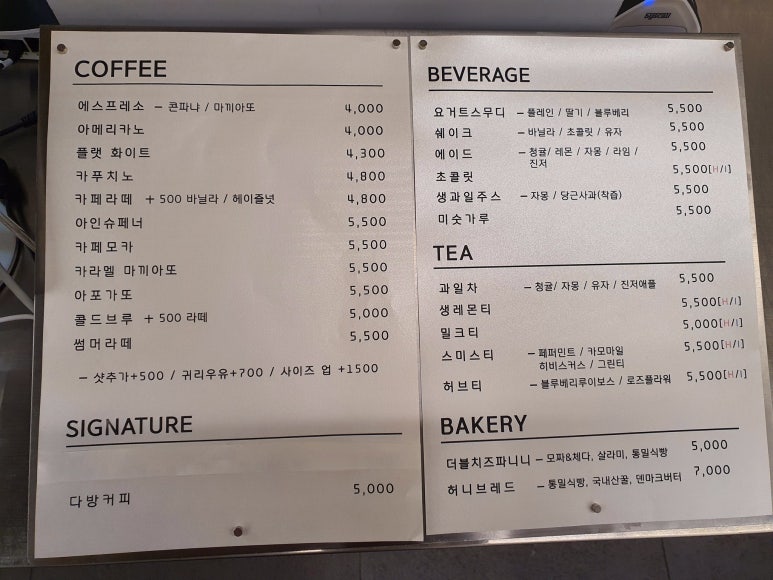 COFFEE
에스프레소 - 콘파냐 / 마끼아또 4,000
아메리카노 4,000
플랫 화이트 4,300
카푸치노 4,800
카페라떼 + 500 바닐라 / 헤이즐넛 4,800
아인슈페너 5,500
카페모카 5,500
카라멜 마끼아또 5,500
아포가또 5,500
콜드브루 + 500 라떼 5,000
썸머라떼 5,500
- 샷추가+500 / 귀리우유+700 / 사이즈 업 +1500
SIGNATURE
다방커피 5,000
BEVERAGE
요거트스무디 - 플레인 / 딸기 / 블루베리 5,500
쉐이크 - 바닐라 / 초콜릿 / 유자 5,500
에이드 - 청귤/ 레몬 / 자몽 / 라임 / 5,500
진저
초콜릿 5,500[H/I]
생과일주스 - 자몽 / 당근사과(착즙) 5,500
미숫가루 5,500
TEA
과일차 - 청귤/ 자몽 / 유자 / 진저애플 5,500
생레몬티 5,500[H/I]
밀크티 5,000[H/I]
스미스티 - 페퍼민트 / 카모마일 5,500[H/I]
히비스커스 / 그린티
허브티 - 블루베리루이보스 / 로즈플라워 5,500[H/I]
BAKERY
더블치즈파니니 - 모짜&체다, 살라미, 통밀식빵 5,000
허니브레드 - 통밀식빵, 국내산꿀, 덴마크버터 7,000